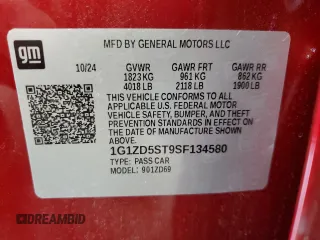 gm
MFD BY GENERAL MOTORS LLC
10/24 GVWR GAWR FRT GAWR RR
1823 KG 961 KG 862 KG
4018 LB 2118 LB 1900 LB
THIS VEHICLE CONFORMS TO ALL
APPLICABLE U.S. FEDERAL MOTOR
VEHICLE SAFETY, BUMPER, AND THEFT
PREVENTION STANDARDS IN EFFECT ON
THE DATE OF MANUFACTURE SHOWN ABOVE.
1G1ZD5ST9SF134580
TYPE: PASS CAR
MODEL: 901ZD69
DREAMBID